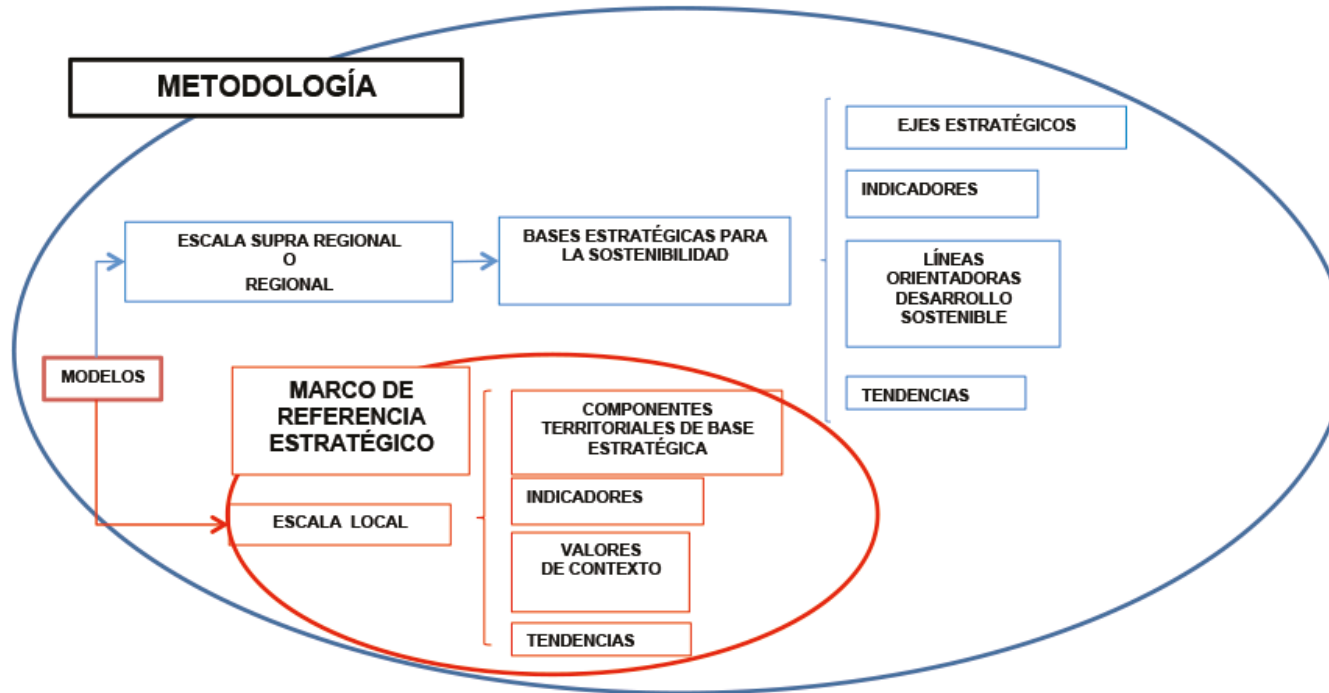 METODOLOGÍA
EJES ESTRATÉGICOS
INDICADORES
ESCALA SUPRA REGIONAL
O
REGIONAL
BASES ESTRATÉGICAS PARA
LA SOSTENIBILIDAD
LÍNEAS
ORIENTADORAS
DESARROLLO
SOSTENIBLE
TENDENCIAS
MODELOS
MARCO DE
REFERENCIA
ESTRATÉGICO
COMPONENTES
TERRITORIALES DE BASE
ESTRATÉGICA
INDICADORES
ESCALA LOCAL
VALORES
DE CONTEXTO
TENDENCIAS